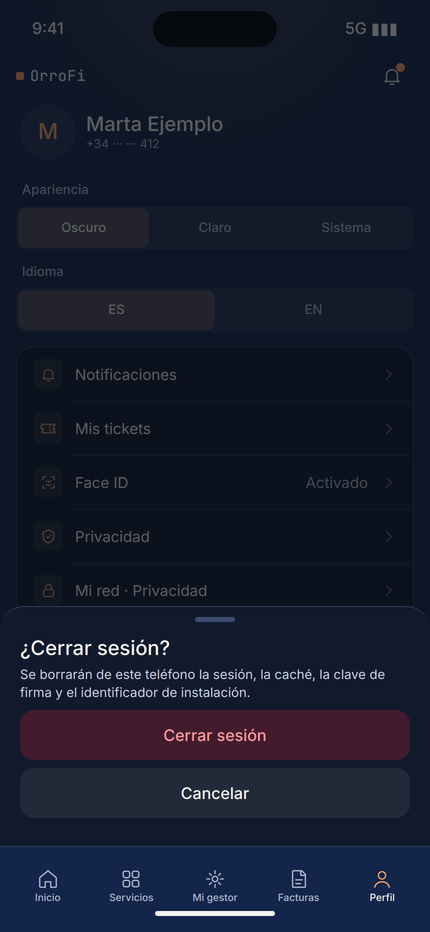 9:41
5G
OrroFi
M
Marta Ejemplo
+34 ··· ·· 412
Apariencia
Oscuro Claro Sistema
Idioma
ES EN
Notificaciones
Mis tickets
Face ID Activado
Privacidad
Mi red · Privacidad
¿Cerrar sesión?
Se borrarán de este teléfono la sesión, la caché, la clave de
firma y el identificador de instalación.
Cerrar sesión
Cancelar
Inicio Servicios Mi gestor Facturas Perfil